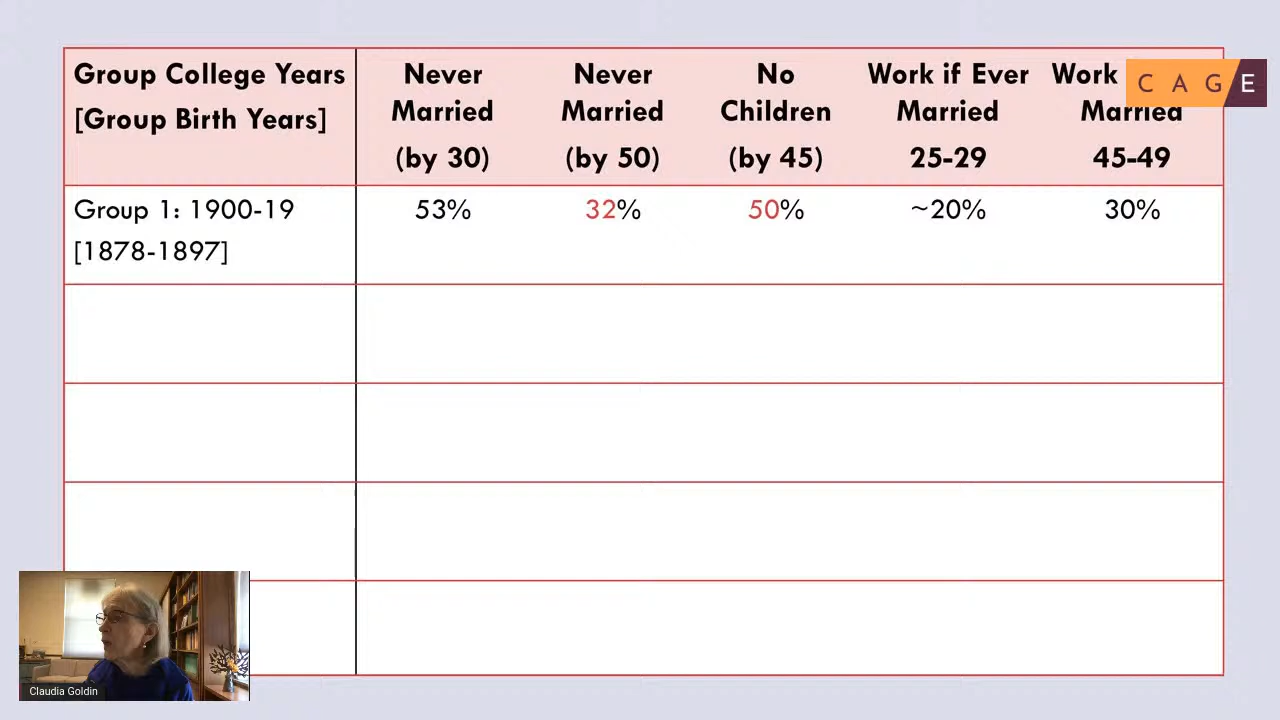 Group College Years
[Group Birth Years]
Never
Married
(by 30)
Never
Married
(by 50)
No
Children
(by 45)
Work if Ever
Married
25-29
Work
Married
45-49
CAGE
Group 1: 1900-19
[1878-1897]
53%
32%
50%
~20%
30%
Claudia Goldin